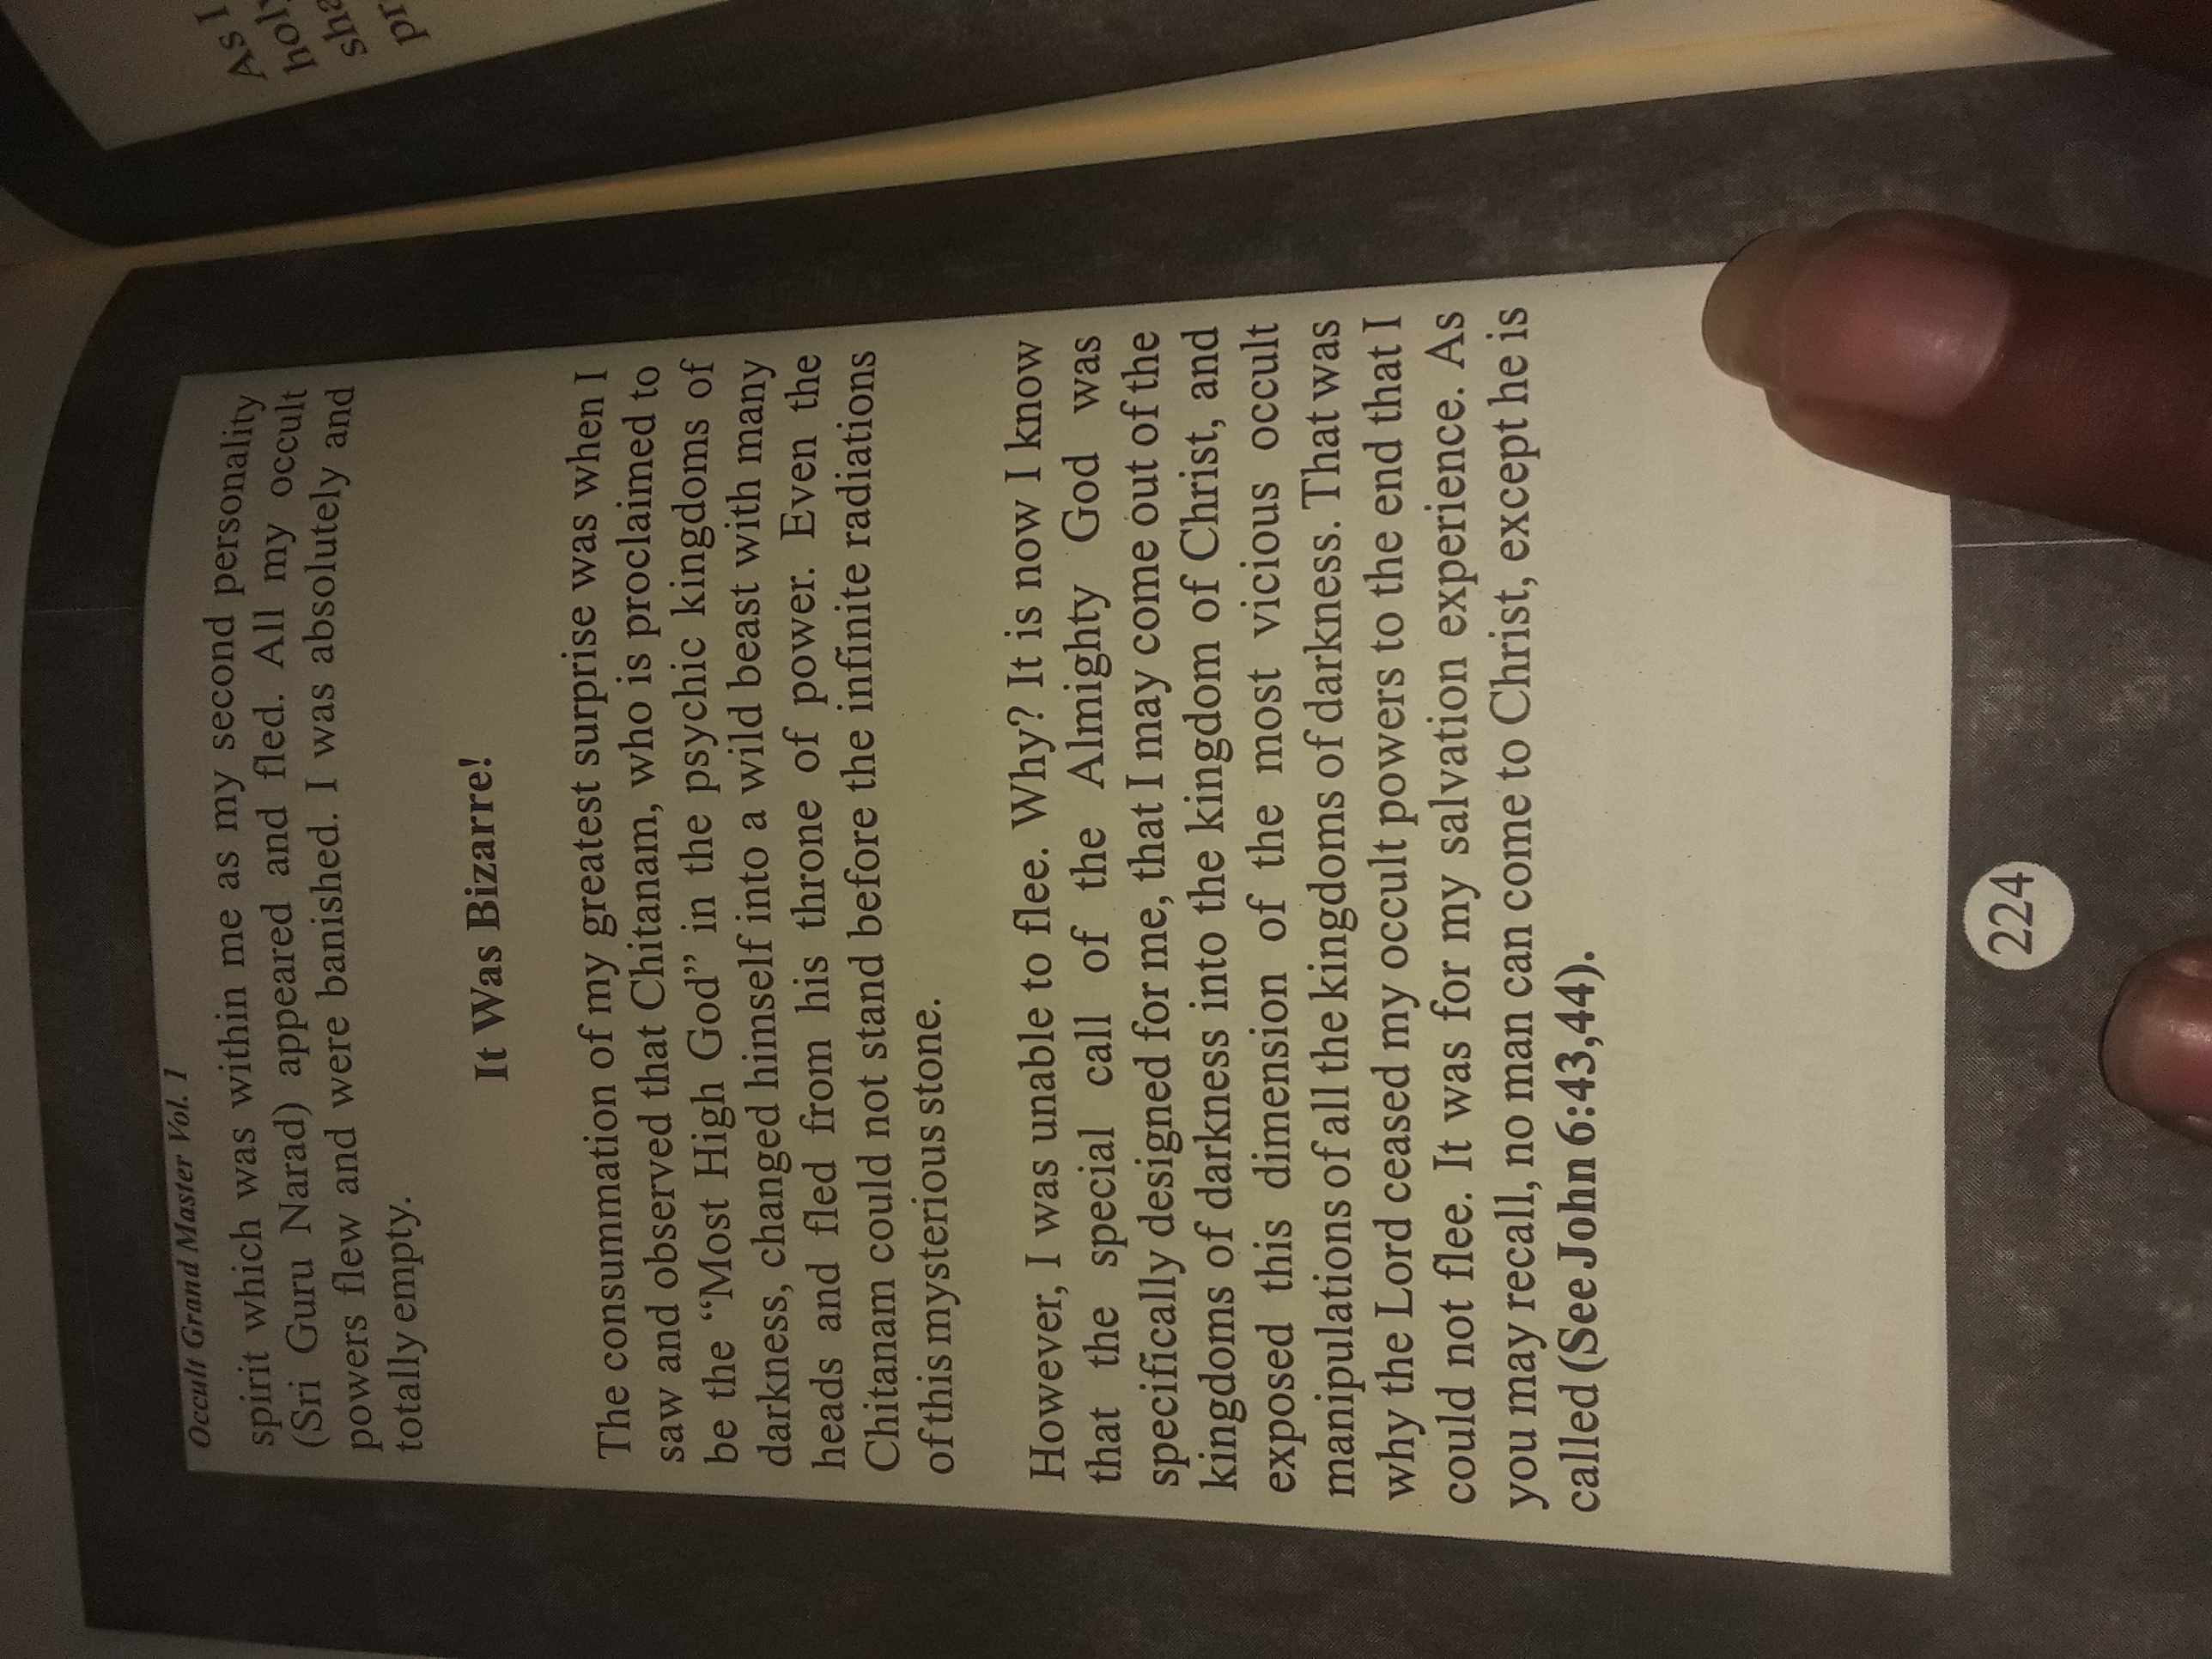 Occult Grand Master Vol. 1
spirit which was within me as my second personality
(Sri Guru Narad) appeared and fled. All my occult
powers flew and were banished. I was absolutely and
totally empty.
It Was Bizarre!
The consummation of my greatest surprise was when I
saw and observed that Chitanam, who is proclaimed to
be the “Most High God” in the psychic kingdoms of
darkness, changed himself into a wild beast with many
heads and fled from his throne of power. Even the
Chitanam could not stand before the infinite radiations
of this mysterious stone.
However, I was unable to flee. Why? It is now I know
that the special call of the Almighty God was
specifically designed for me, that I may come out of the
kingdoms of darkness into the kingdom of Christ, and
exposed this dimension of the most vicious occult
manipulations of all the kingdoms of darkness. That was
why the Lord ceased my occult powers to the end that I
could not flee. It was for my salvation experience. As
you may recall, no man can come to Christ, except he is
called (See John 6:43,44).
224
As I